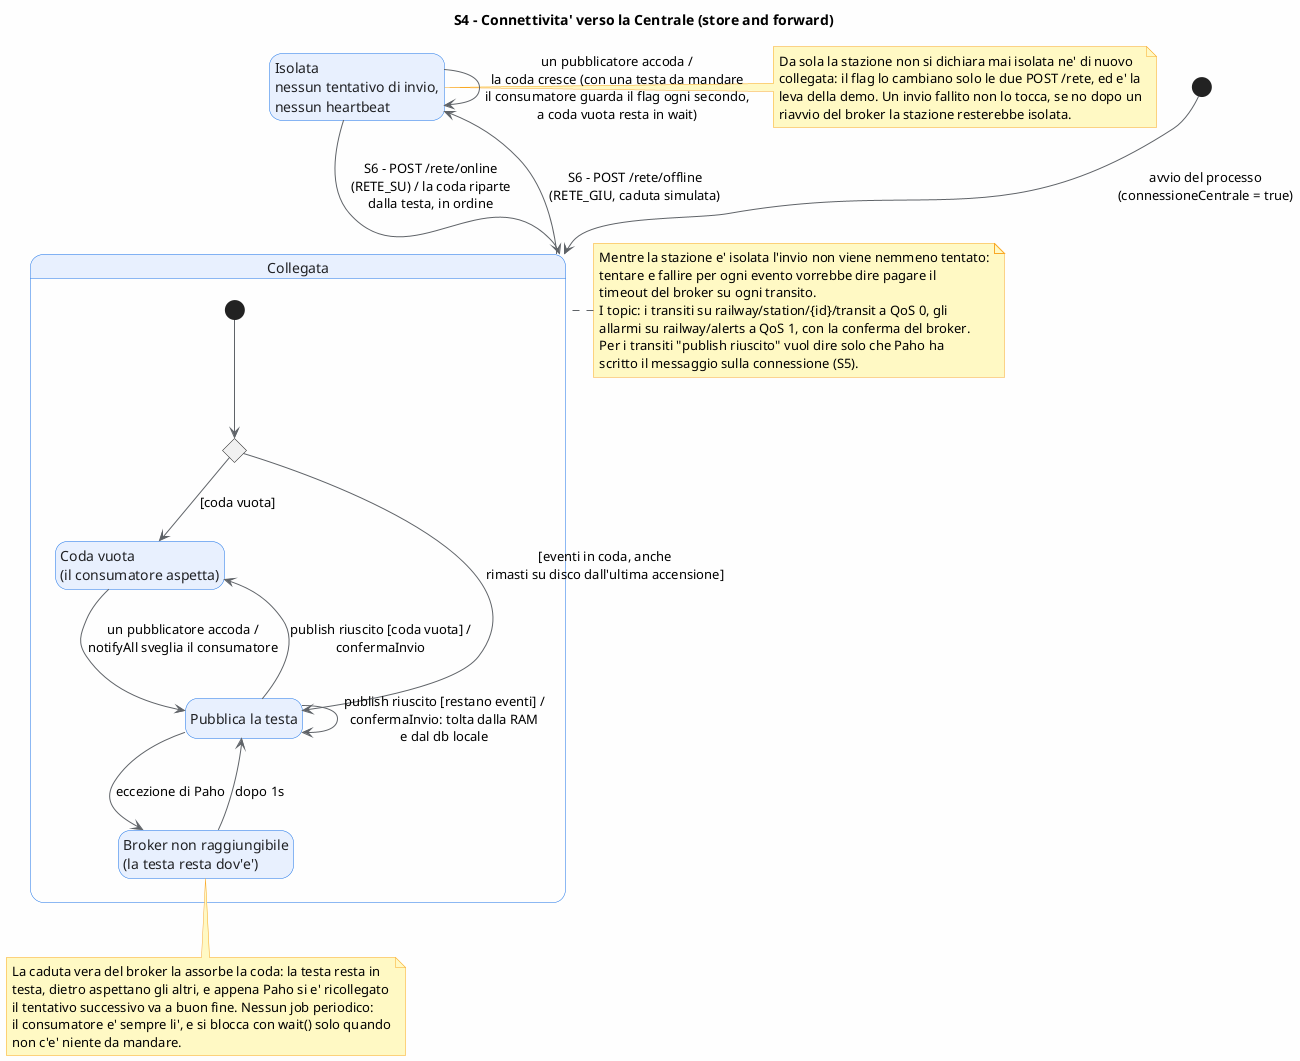 S4 - Connettivita' verso la Centrale (store and forward)
Isolata
nessun tentativo di invio,
nessun heartbeat
un pubblicatore accoda /
la coda cresce (con una testa da mandare
il consumatore guarda il flag ogni secondo,
a coda vuota resta in wait)
Da sola la stazione non si dichiara mai isolata ne' di nuovo
collegata: il flag lo cambiano solo le due POST /rete, ed e' la
leva della demo. Un invio fallito non lo tocca, se no dopo un
riavvio del broker la stazione resterebbe isolata.
S6 - POST /rete/online
(RETE_SU) / la coda riparte
dalla testa, in ordine
S6 - POST /rete/offline
(RETE_GIU, caduta simulata)
avvio del processo
(connessioneCentrale = true)
Collegata
Mentre la stazione e' isolata l'invio non viene nemmeno tentato:
tentare e fallire per ogni evento vorrebbe dire pagare il
timeout del broker su ogni transito.
I topic: i transiti su railway/station/{id}/transit a QoS 0, gli
allarmi su railway/alerts a QoS 1, con la conferma del broker.
Per i transiti "publish riuscito" vuol dire solo che Paho ha
scritto il messaggio sulla connessione (S5).
[coda vuota]
[eventi in coda, anche
rimasti su disco dall'ultima accensione]
Coda vuota
(il consumatore aspetta)
un pubblicatore accoda /
notifyAll sveglia il consumatore
publish riuscito [coda vuota] /
confermaInvio
Pubblica la testa
publish riuscito [restano eventi] /
confermaInvio: tolta dalla RAM
e dal db locale
eccezione di Paho
dopo 1s
Broker non raggiungibile
(la testa resta dov'e')
La caduta vera del broker la assorbe la coda: la testa resta in
testa, dietro aspettano gli altri, e appena Paho si e' ricollegato
il tentativo successivo va a buon fine. Nessun job periodico:
il consumatore e' sempre li', e si blocca con wait() solo quando
non c'e' niente da mandare.